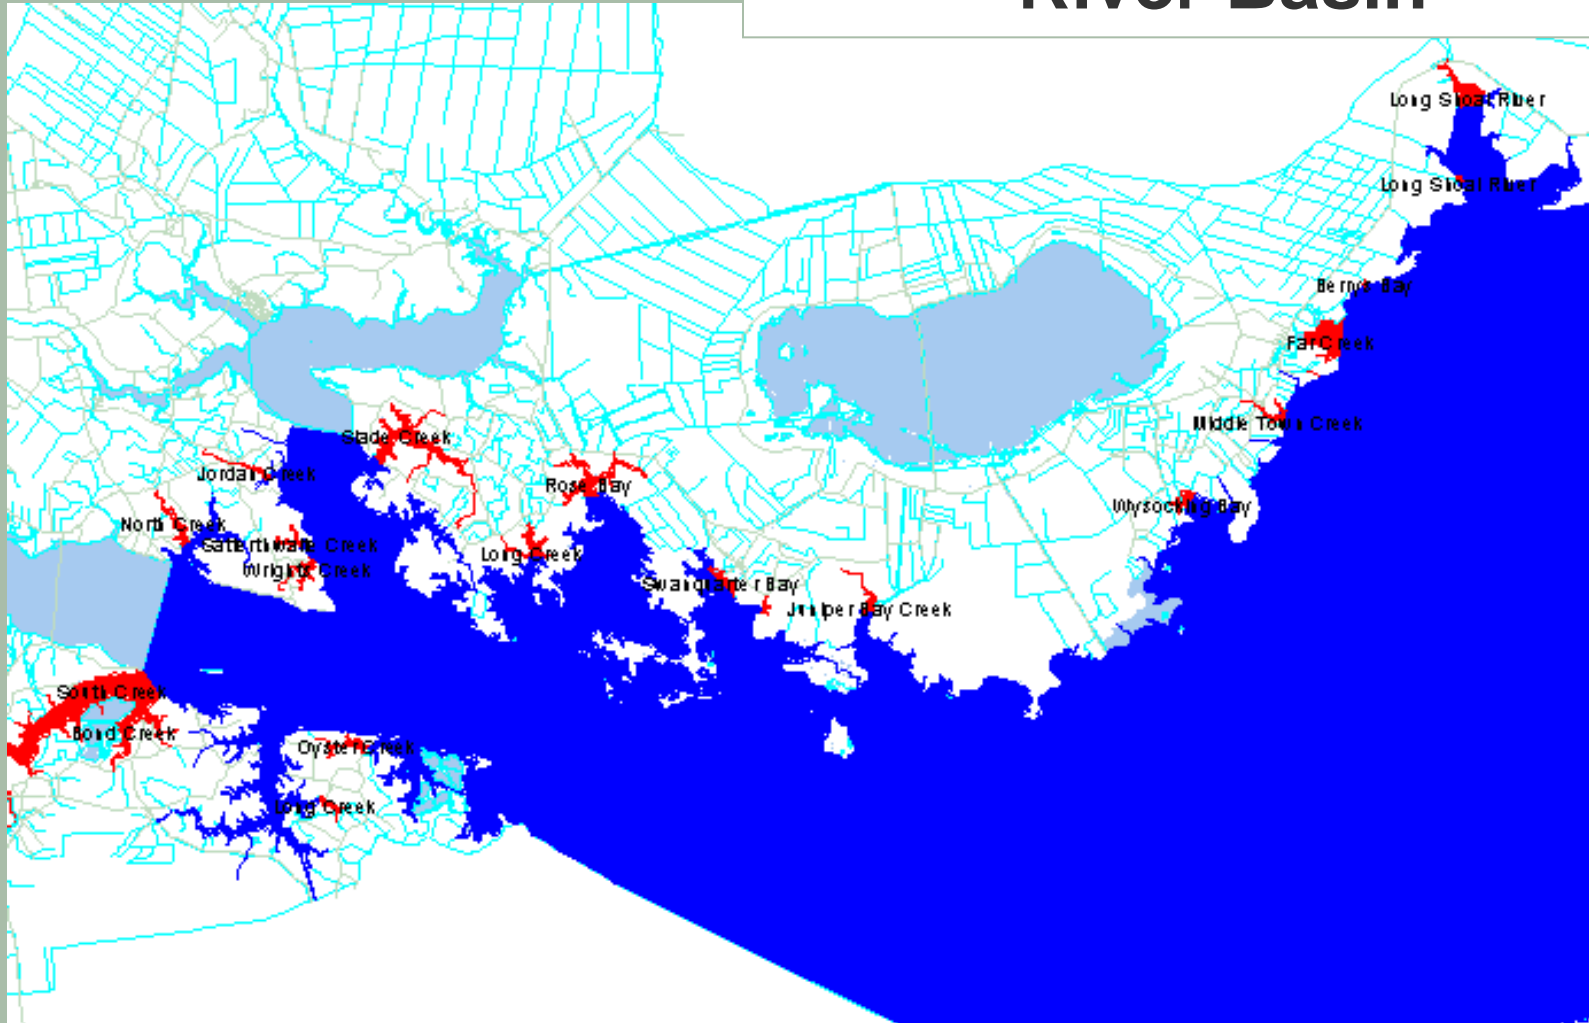 River Basin
Long Shoal River
Long Shoal River
Berrys Bay
Far Creek
Middle Town Creek
Slade Creek
Jordan Creek
Rose Bay
Wysocking Bay
North Creek
Satterthwaite Creek
Long Creek
Wrights Creek
Swanquarter Bay
Juniper Bay Creek
South Creek
Bond Creek
Oyster Creek
Long Creek